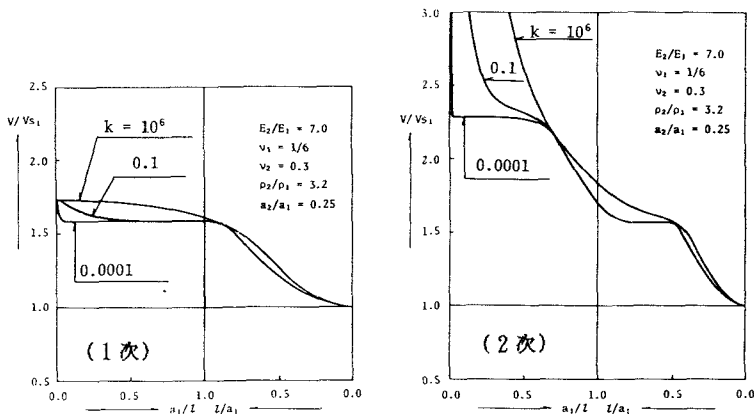 2.5
V/Vs₁
2.0
1.5
1.0
0.5
k = 10⁶
0.1
0.0001
E₂/E₁ = 7.0
ν₁ = 1/6
ν₂ = 0.3
ρ₂/ρ₁ = 3.2
a₂/a₁ = 0.25
(1次)
0.0 0.5 1.0 0.5 0.0
a₁/l l/a₁
3.0
2.5
V/Vs₁
2.0
1.5
1.0
0.5
k = 10⁶
0.1
0.0001
E₂/E₁ = 7.0
ν₁ = 1/6
ν₂ = 0.3
ρ₂/ρ₁ = 3.2
a₂/a₁ = 0.25
(2次)
0.0 0.5 1.0 0.5 0.0
a₁/l l/a₁